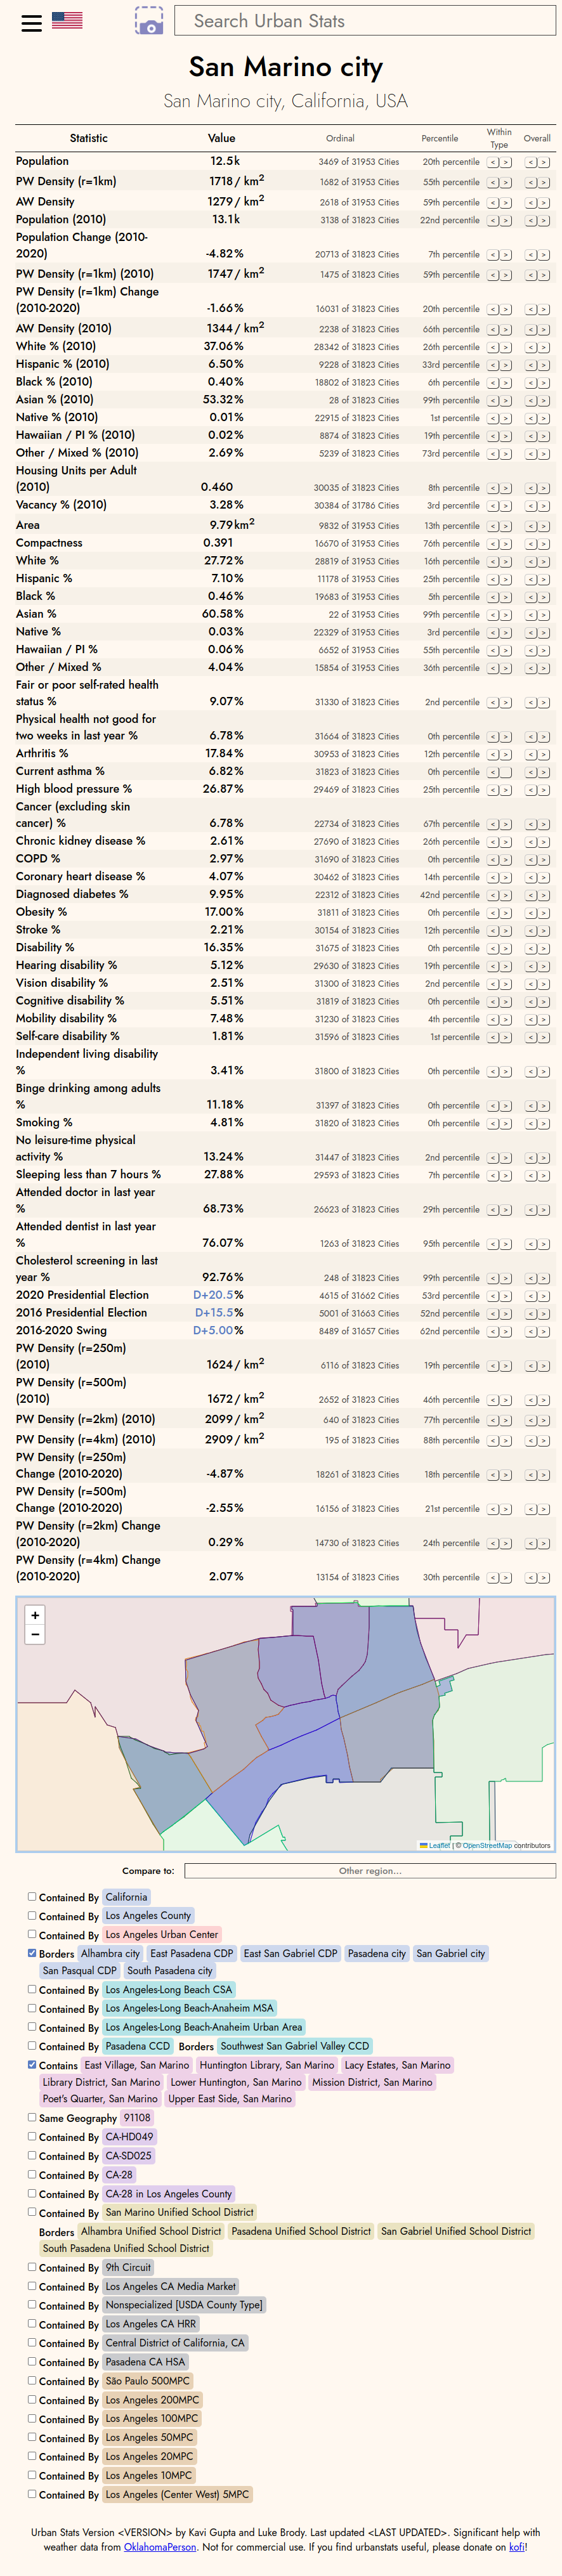 Search Urban Stats
San Marino city
San Marino city, California, USA
Statistic Value Ordinal Percentile Within Type Overall
Population 12.5k 3469 of 31953 Cities 20th percentile < > < >
PW Density (r=1km) 1718 / km2 1682 of 31953 Cities 55th percentile < > < >
AW Density 1279 / km2 2618 of 31953 Cities 59th percentile < > < >
Population (2010) 13.1k 3138 of 31823 Cities 22nd percentile < > < >
Population Change (2010-
2020) -4.82% 20713 of 31823 Cities 7th percentile < > < >
PW Density (r=1km) (2010) 1747 / km2 1475 of 31823 Cities 59th percentile < > < >
PW Density (r=1km) Change
(2010-2020) -1.66% 16031 of 31823 Cities 20th percentile < > < >
AW Density (2010) 1344 / km2 2238 of 31823 Cities 66th percentile < > < >
White % (2010) 37.06% 28342 of 31823 Cities 26th percentile < > < >
Hispanic % (2010) 6.50% 9228 of 31823 Cities 33rd percentile < > < >
Black % (2010) 0.40% 18802 of 31823 Cities 6th percentile < > < >
Asian % (2010) 53.32% 28 of 31823 Cities 99th percentile < > < >
Native % (2010) 0.01% 22915 of 31823 Cities 1st percentile < > < >
Hawaiian / PI % (2010) 0.02% 8874 of 31823 Cities 19th percentile < > < >
Other / Mixed % (2010) 2.69% 5239 of 31823 Cities 73rd percentile < > < >
Housing Units per Adult
(2010) 0.460 30035 of 31823 Cities 8th percentile < > < >
Vacancy % (2010) 3.28% 30384 of 31786 Cities 3rd percentile < > < >
Area 9.79 km2 9832 of 31953 Cities 13th percentile < > < >
Compactness 0.391 16670 of 31953 Cities 76th percentile < > < >
White % 27.72% 28819 of 31953 Cities 16th percentile < > < >
Hispanic % 7.10% 11178 of 31953 Cities 25th percentile < > < >
Black % 0.46% 19683 of 31953 Cities 5th percentile < > < >
Asian % 60.58% 22 of 31953 Cities 99th percentile < > < >
Native % 0.03% 22329 of 31953 Cities 3rd percentile < > < >
Hawaiian / PI % 0.06% 6652 of 31953 Cities 55th percentile < > < >
Other / Mixed % 4.04% 15854 of 31953 Cities 36th percentile < > < >
Fair or poor self-rated health
status % 9.07% 31330 of 31823 Cities 2nd percentile < > < >
Physical health not good for
two weeks in last year % 6.78% 31664 of 31823 Cities 0th percentile < > < >
Arthritis % 17.84% 30953 of 31823 Cities 12th percentile < > < >
Current asthma % 6.82% 31823 of 31823 Cities 0th percentile < < >
High blood pressure % 26.87% 29469 of 31823 Cities 25th percentile < > < >
Cancer (excluding skin
cancer) % 6.78% 22734 of 31823 Cities 67th percentile < > < >
Chronic kidney disease % 2.61% 27690 of 31823 Cities 26th percentile < > < >
COPD % 2.97% 31690 of 31823 Cities 0th percentile < > < >
Coronary heart disease % 4.07% 30462 of 31823 Cities 14th percentile < > < >
Diagnosed diabetes % 9.95% 22312 of 31823 Cities 42nd percentile < > < >
Obesity % 17.00% 31811 of 31823 Cities 0th percentile < > < >
Stroke % 2.21% 30154 of 31823 Cities 12th percentile < > < >
Disability % 16.35% 31675 of 31823 Cities 0th percentile < > < >
Hearing disability % 5.12% 29630 of 31823 Cities 19th percentile < > < >
Vision disability % 2.51% 31300 of 31823 Cities 2nd percentile < > < >
Cognitive disability % 5.51% 31819 of 31823 Cities 0th percentile < > < >
Mobility disability % 7.48% 31230 of 31823 Cities 4th percentile < > < >
Self-care disability % 1.81% 31596 of 31823 Cities 1st percentile < > < >
Independent living disability
% 3.41% 31800 of 31823 Cities 0th percentile < > < >
Binge drinking among adults
% 11.18% 31397 of 31823 Cities 0th percentile < > < >
Smoking % 4.81% 31820 of 31823 Cities 0th percentile < > < >
No leisure-time physical
activity % 13.24% 31447 of 31823 Cities 2nd percentile < > < >
Sleeping less than 7 hours % 27.88% 29593 of 31823 Cities 7th percentile < > < >
Attended doctor in last year
% 68.73% 26623 of 31823 Cities 29th percentile < > < >
Attended dentist in last year
% 76.07% 1263 of 31823 Cities 95th percentile < > < >
Cholesterol screening in last
year % 92.76% 248 of 31823 Cities 99th percentile < > < >
2020 Presidential Election D+20.5% 4615 of 31662 Cities 53rd percentile < > < >
2016 Presidential Election D+15.5% 5001 of 31663 Cities 52nd percentile < > < >
2016-2020 Swing D+5.00% 8489 of 31657 Cities 62nd percentile < > < >
PW Density (r=250m)
(2010) 1624 / km2 6116 of 31823 Cities 19th percentile < > < >
PW Density (r=500m)
(2010) 1672 / km2 2652 of 31823 Cities 46th percentile < > < >
PW Density (r=2km) (2010) 2099 / km2 640 of 31823 Cities 77th percentile < > < >
PW Density (r=4km) (2010) 2909 / km2 195 of 31823 Cities 88th percentile < > < >
PW Density (r=250m)
Change (2010-2020) -4.87% 18261 of 31823 Cities 18th percentile < > < >
PW Density (r=500m)
Change (2010-2020) -2.55% 16156 of 31823 Cities 21st percentile < > < >
PW Density (r=2km) Change
(2010-2020) 0.29% 14730 of 31823 Cities 24th percentile < > < >
PW Density (r=4km) Change
(2010-2020) 2.07% 13154 of 31823 Cities 30th percentile < > < >
+
−
Leaflet | © OpenStreetMap contributors
Compare to: Other region...
Contained By California
Contained By Los Angeles County
Contained By Los Angeles Urban Center
Borders Alhambra city East Pasadena CDP East San Gabriel CDP Pasadena city San Gabriel city
San Pasqual CDP South Pasadena city
Contained By Los Angeles-Long Beach CSA
Contained By Los Angeles-Long Beach-Anaheim MSA
Contained By Los Angeles-Long Beach-Anaheim Urban Area
Contained By Pasadena CCD Borders Southwest San Gabriel Valley CCD
Contains East Village, San Marino Huntington Library, San Marino Lacy Estates, San Marino
Library District, San Marino Lower Huntington, San Marino Mission District, San Marino
Poet's Quarter, San Marino Upper East Side, San Marino
Same Geography 91108
Contained By CA-HD049
Contained By CA-SD025
Contained By CA-28
Contained By CA-28 in Los Angeles County
Contained By San Marino Unified School District
Borders Alhambra Unified School District Pasadena Unified School District San Gabriel Unified School District
South Pasadena Unified School District
Contained By 9th Circuit
Contained By Los Angeles CA Media Market
Contained By Nonspecialized [USDA County Type]
Contained By Los Angeles CA HRR
Contained By Central District of California, CA
Contained By Pasadena CA HSA
Contained By São Paulo 500MPC
Contained By Los Angeles 200MPC
Contained By Los Angeles 100MPC
Contained By Los Angeles 50MPC
Contained By Los Angeles 20MPC
Contained By Los Angeles 10MPC
Contained By Los Angeles (Center West) 5MPC
Urban Stats Version <VERSION> by Kavi Gupta and Luke Brody. Last updated <LAST UPDATED>. Significant help with
weather data from OklahomaPerson. Not for commercial use. If you find urbanstats useful, please donate on kofi!